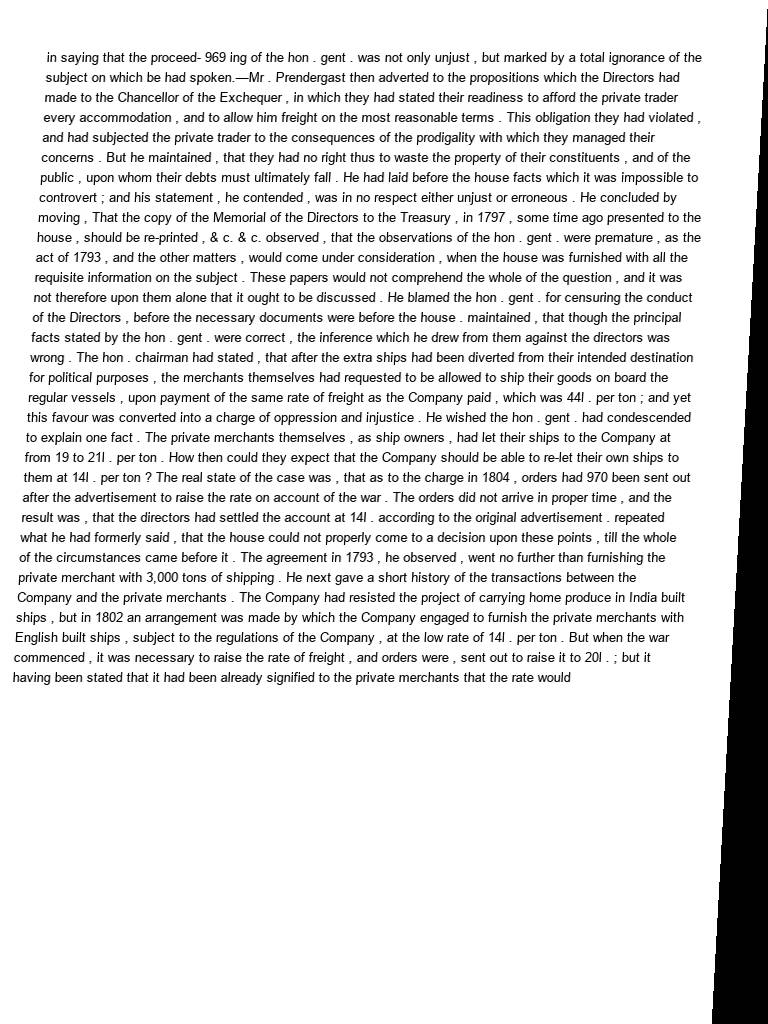 in saying that the proceed- 969 ing of the hon . gent . was not only unjust , but marked by a total ignorance of the
subject on which be had spoken.—Mr . Prendergast then adverted to the propositions which the Directors had
made to the Chancellor of the Exchequer , in which they had stated their readiness to afford the private trader
every accommodation , and to allow him freight on the most reasonable terms . This obligation they had violated ,
and had subjected the private trader to the consequences of the prodigality with which they managed their
concerns . But he maintained , that they had no right thus to waste the property of their constituents , and of the
public , upon whom their debts must ultimately fall . He had laid before the house facts which it was impossible to
controvert ; and his statement , he contended , was in no respect either unjust or erroneous . He concluded by
moving , That the copy of the Memorial of the Directors to the Treasury , in 1797 , some time ago presented to the
house , should be re-printed , & c. & c. observed , that the observations of the hon . gent . were premature , as the
act of 1793 , and the other matters , would come under consideration , when the house was furnished with all the
requisite information on the subject . These papers would not comprehend the whole of the question , and it was
not therefore upon them alone that it ought to be discussed . He blamed the hon . gent . for censuring the conduct
of the Directors , before the necessary documents were before the house . maintained , that though the principal
facts stated by the hon . gent . were correct , the inference which he drew from them against the directors was
wrong . The hon . chairman had stated , that after the extra ships had been diverted from their intended destination
for political purposes , the merchants themselves had requested to be allowed to ship their goods on board the
regular vessels , upon payment of the same rate of freight as the Company paid , which was 44l . per ton ; and yet
this favour was converted into a charge of oppression and injustice . He wished the hon . gent . had condescended
to explain one fact . The private merchants themselves , as ship owners , had let their ships to the Company at
from 19 to 21l . per ton . How then could they expect that the Company should be able to re-let their own ships to
them at 14l . per ton ? The real state of the case was , that as to the charge in 1804 , orders had 970 been sent out
after the advertisement to raise the rate on account of the war . The orders did not arrive in proper time , and the
result was , that the directors had settled the account at 14l . according to the original advertisement . repeated
what he had formerly said , that the house could not properly come to a decision upon these points , till the whole
of the circumstances came before it . The agreement in 1793 , he observed , went no further than furnishing the
private merchant with 3,000 tons of shipping . He next gave a short history of the transactions between the
Company and the private merchants . The Company had resisted the project of carrying home produce in India built
ships , but in 1802 an arrangement was made by which the Company engaged to furnish the private merchants with
English built ships , subject to the regulations of the Company , at the low rate of 14l . per ton . But when the war
commenced , it was necessary to raise the rate of freight , and orders were , sent out to raise it to 20l . ; but it
having been stated that it had been already signified to the private merchants that the rate would